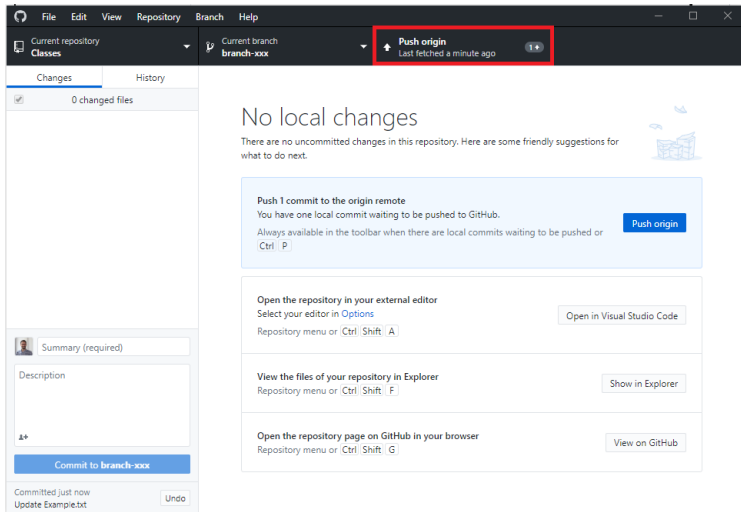 File Edit View Repository Branch Help
Current repository
Classes
Current branch
branch-xxx
Push origin
Last fetched a minute ago
1
Changes History
0 changed files
No local changes
There are no uncommitted changes in this repository. Here are some friendly suggestions for
what to do next.
Push 1 commit to the origin remote
You have one local commit waiting to be pushed to GitHub.
Always available in the toolbar when there are local commits waiting to be pushed or
Ctrl P
Push origin
Open the repository in your external editor
Select your editor in Options
Repository menu or Ctrl Shift A
Open in Visual Studio Code
View the files of your repository in Explorer
Repository menu or Ctrl Shift F
Show in Explorer
Open the repository page on GitHub in your browser
Repository menu or Ctrl Shift G
View on GitHub
Summary (required)
Description
Commit to branch-xxx
Committed just now
Update Example.txt
Undo